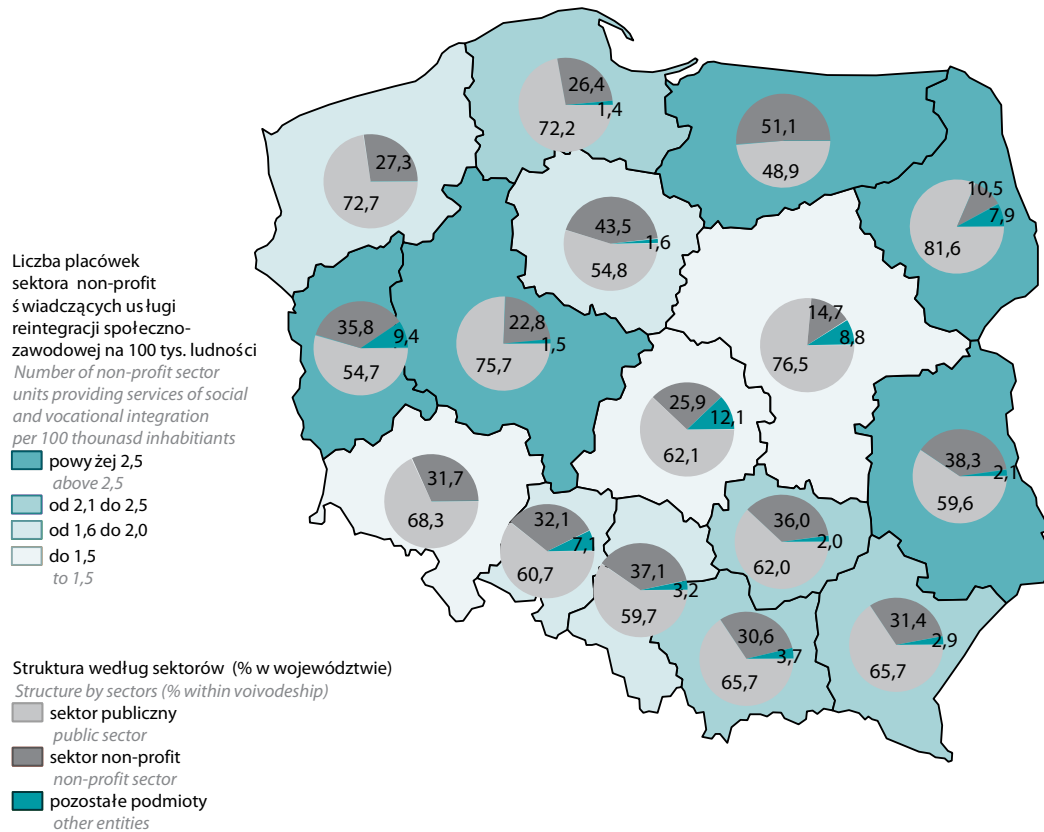 26,4
1,4
72,2
51,1
48,9
27,3
72,7
10,5
7,9
81,6
43,5
1,6
54,8
Liczba placówek
sektora non-profit
świadczących usługi
reintegracji społeczno-
zawodowej na 100 tys. ludności
Number of non-profit sector
units providing services of social
and vocational integration
per 100 thounasd inhabitiants
powyżej 2,5
above 2,5
od 2,1 do 2,5
od 1,6 do 2,0
do 1,5
to 1,5
35,8
9,4
54,7
22,8
1,5
75,7
14,7
8,8
76,5
25,9
12,1
62,1
38,3
2,1
59,6
31,7
68,3
32,1
7,1
60,7
37,1
3,2
59,7
36,0
2,0
62,0
30,6
3,7
65,7
31,4
2,9
65,7
Struktura według sektorów (% w województwie)
Structure by sectors (% within voivodeship)
sektor publiczny
public sector
sektor non-profit
non-profit sector
pozostałe podmioty
other entities